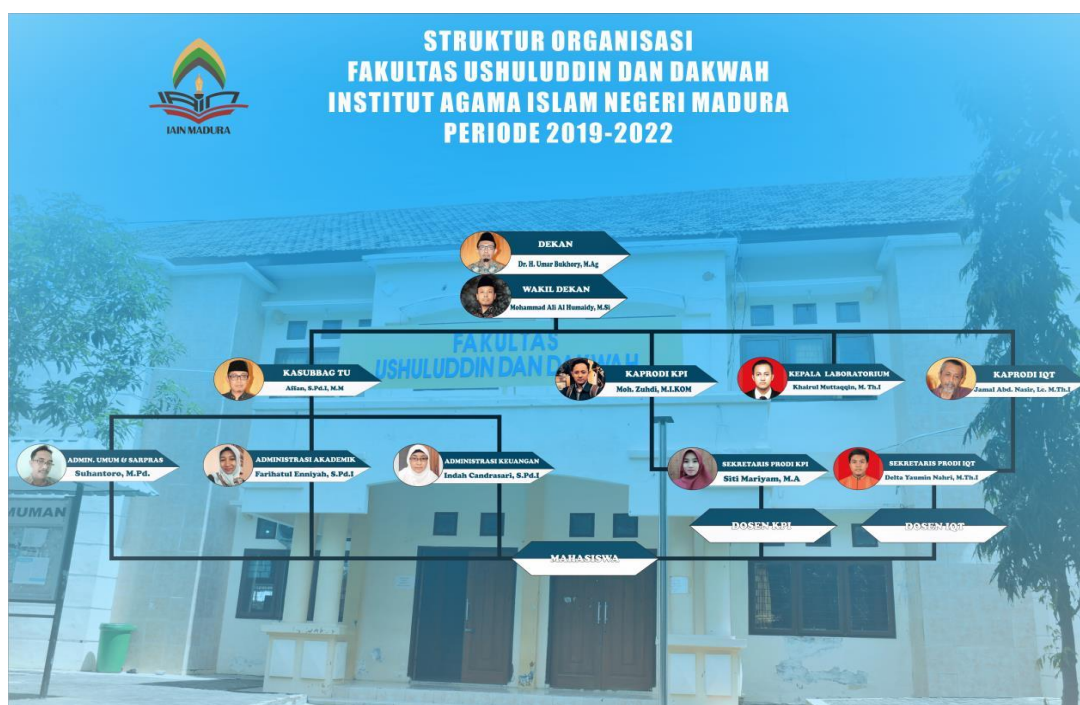 STRUKTUR ORGANISASI
FAKULTAS USHULUDDIN DAN DAKWAH
INSTITUT AGAMA ISLAM NEGERI MADURA
PERIODE 2019-2022
IAIN MADURA
DEKAN
Dr. H. Umar Bukhory, M.Ag
WAKIL DEKAN
Mohammad Ali Al Humaidy, M.Si
FAKULTAS
USHULUDDIN DAN DAKWAH
KASUBBAG TU
Affan, S.Pd.I, M.M
KAPRODI KPI
Moh. Zuhdi, M.I.KOM
KEPALA LABORATORIUM
Khairul Muttaqqin, M. Th.I
KAPRODI IQT
Jamal Abd. Nasir, Lc. M.Th.I
ADMIN. UMUM & SARPRAS
Suhantoro, M.Pd.
ADMINISTRASI AKADEMIK
Farihatul Enniyah, S.Pd.I
ADMINISTRASI KEUANGAN
Indah Candrasari, S.Pd.I
SEKRETARIS PRODI KPI
Siti Mariyam, M.A
SEKRETARIS PRODI IQT
Delta Yaumin Nahri, M.Th.I
UMUMAN
DOSEN KPI
DOSEN IQT
MAHASISWA